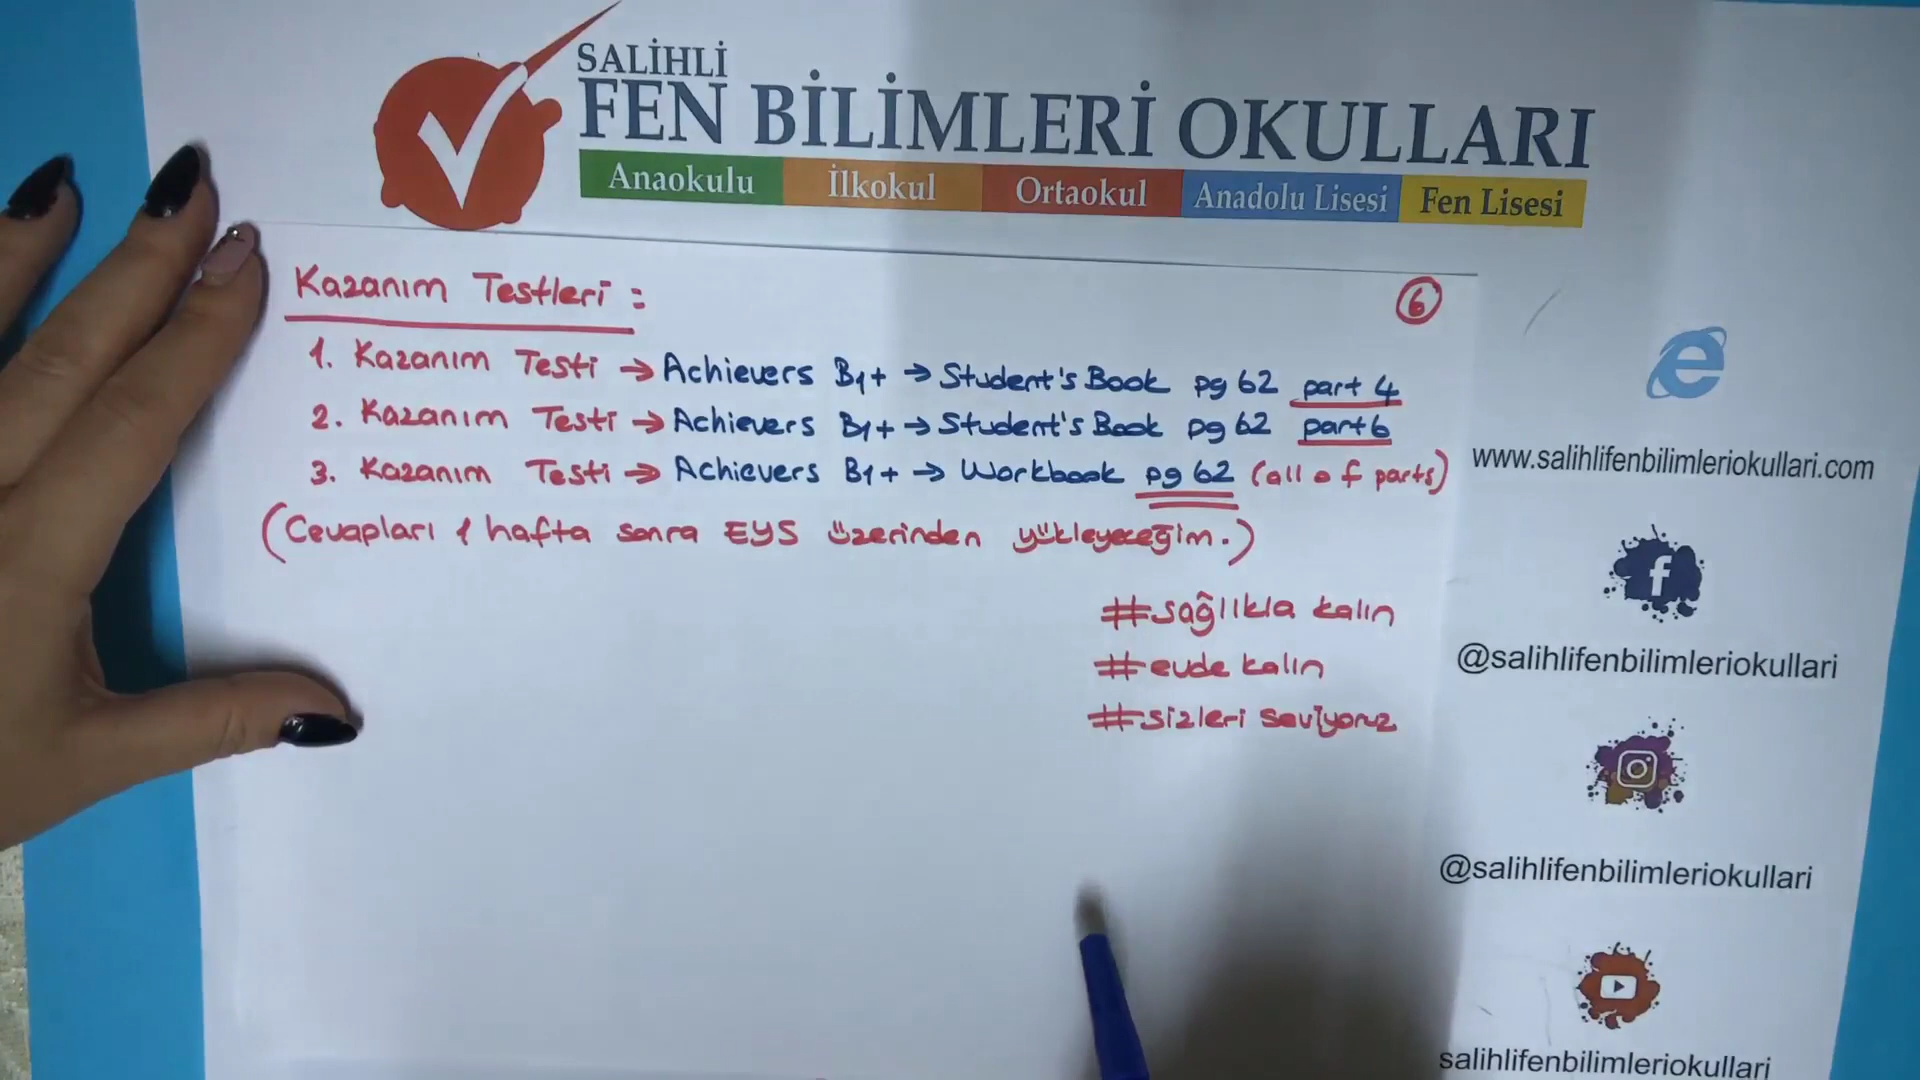 SALİHLİ
FEN BİLİMLERİ OKULLARI
Anaokulu İlkokul Ortaokul Anadolu Lisesi Fen Lisesi
Kazanım Testleri :
6
1. Kazanım Testi → Achievers B1+ → Student's Book pg 62 part 4
2. Kazanım Testi → Achievers B1+ → Student's Book pg 62 part 6
3. Kazanım Testi → Achievers B1+ → Workbook pg 62 (all of parts)
(Cevapları 1 hafta sonra EYS üzerinden yükleyeceğim.)
#sağlıkla kalın
#evde kalın
#sizleri seviyoruz
www.salihlifenbilimleriokullari.com
@salihlifenbilimleriokullari
@salihlifenbilimleriokullari
salihlifenbilimleriokullari